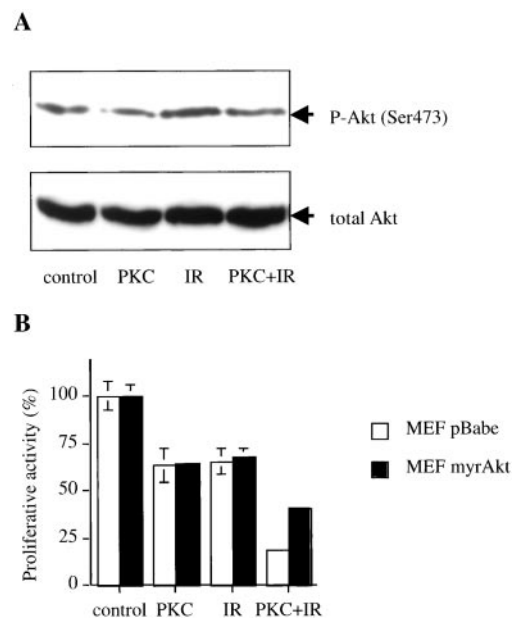 A
P-Akt (Ser473)
total Akt
control PKC IR PKC+IR
B
Proliferative activity (%)
100
75
50
25
0
MEF pBabe
MEF myrAkt
control PKC IR PKC+IR